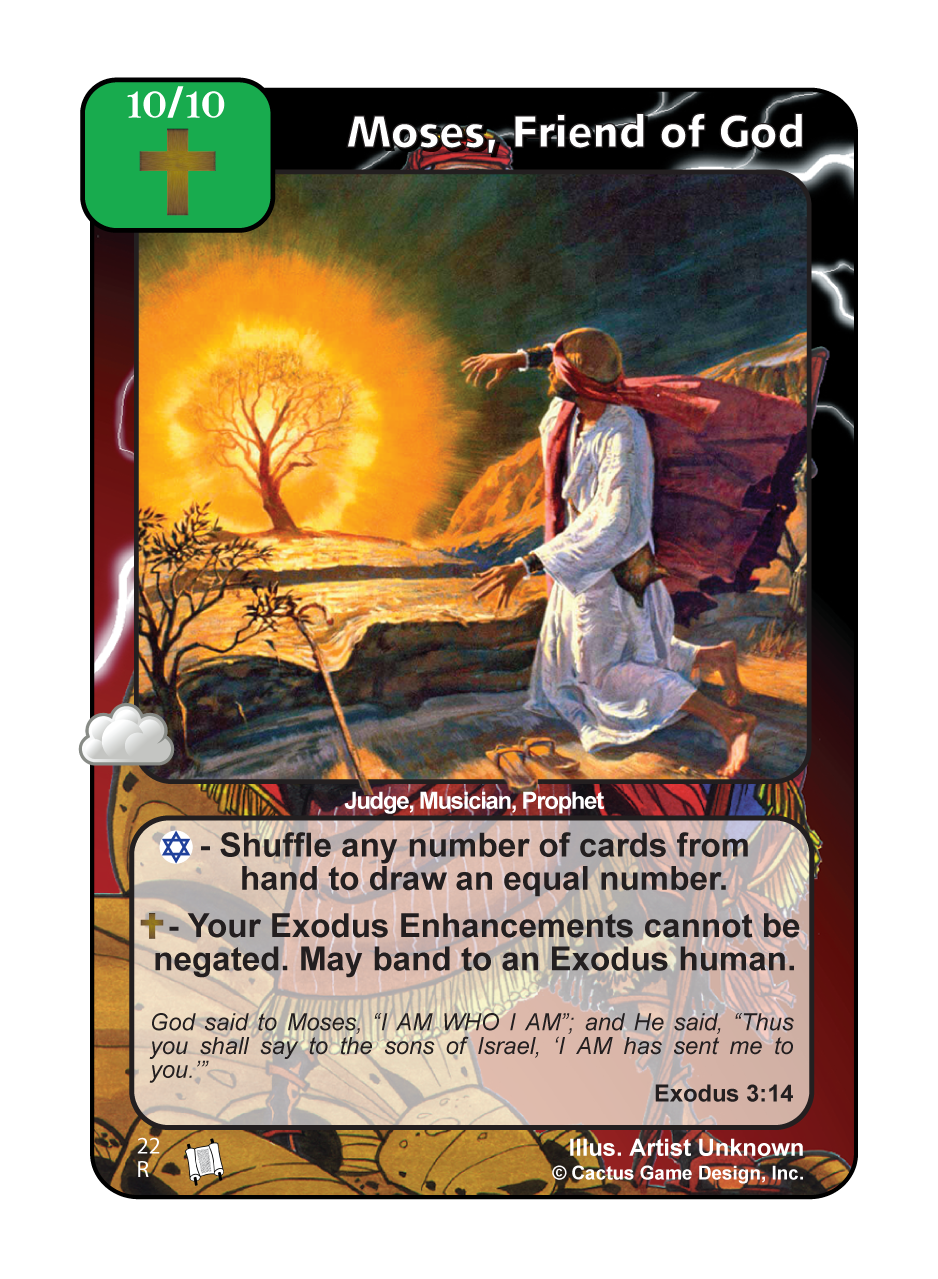 10/10
Moses, Friend of God
Judge, Musician, Prophet
- Shuffle any number of cards from
hand to draw an equal number.
- Your Exodus Enhancements cannot be
negated. May band to an Exodus human.
God said to Moses, “I AM WHO I AM”; and He said, “Thus
you shall say to the sons of Israel, ‘I AM has sent me to
you.’”
Exodus 3:14
22
R
Illus. Artist Unknown
© Cactus Game Design, Inc.